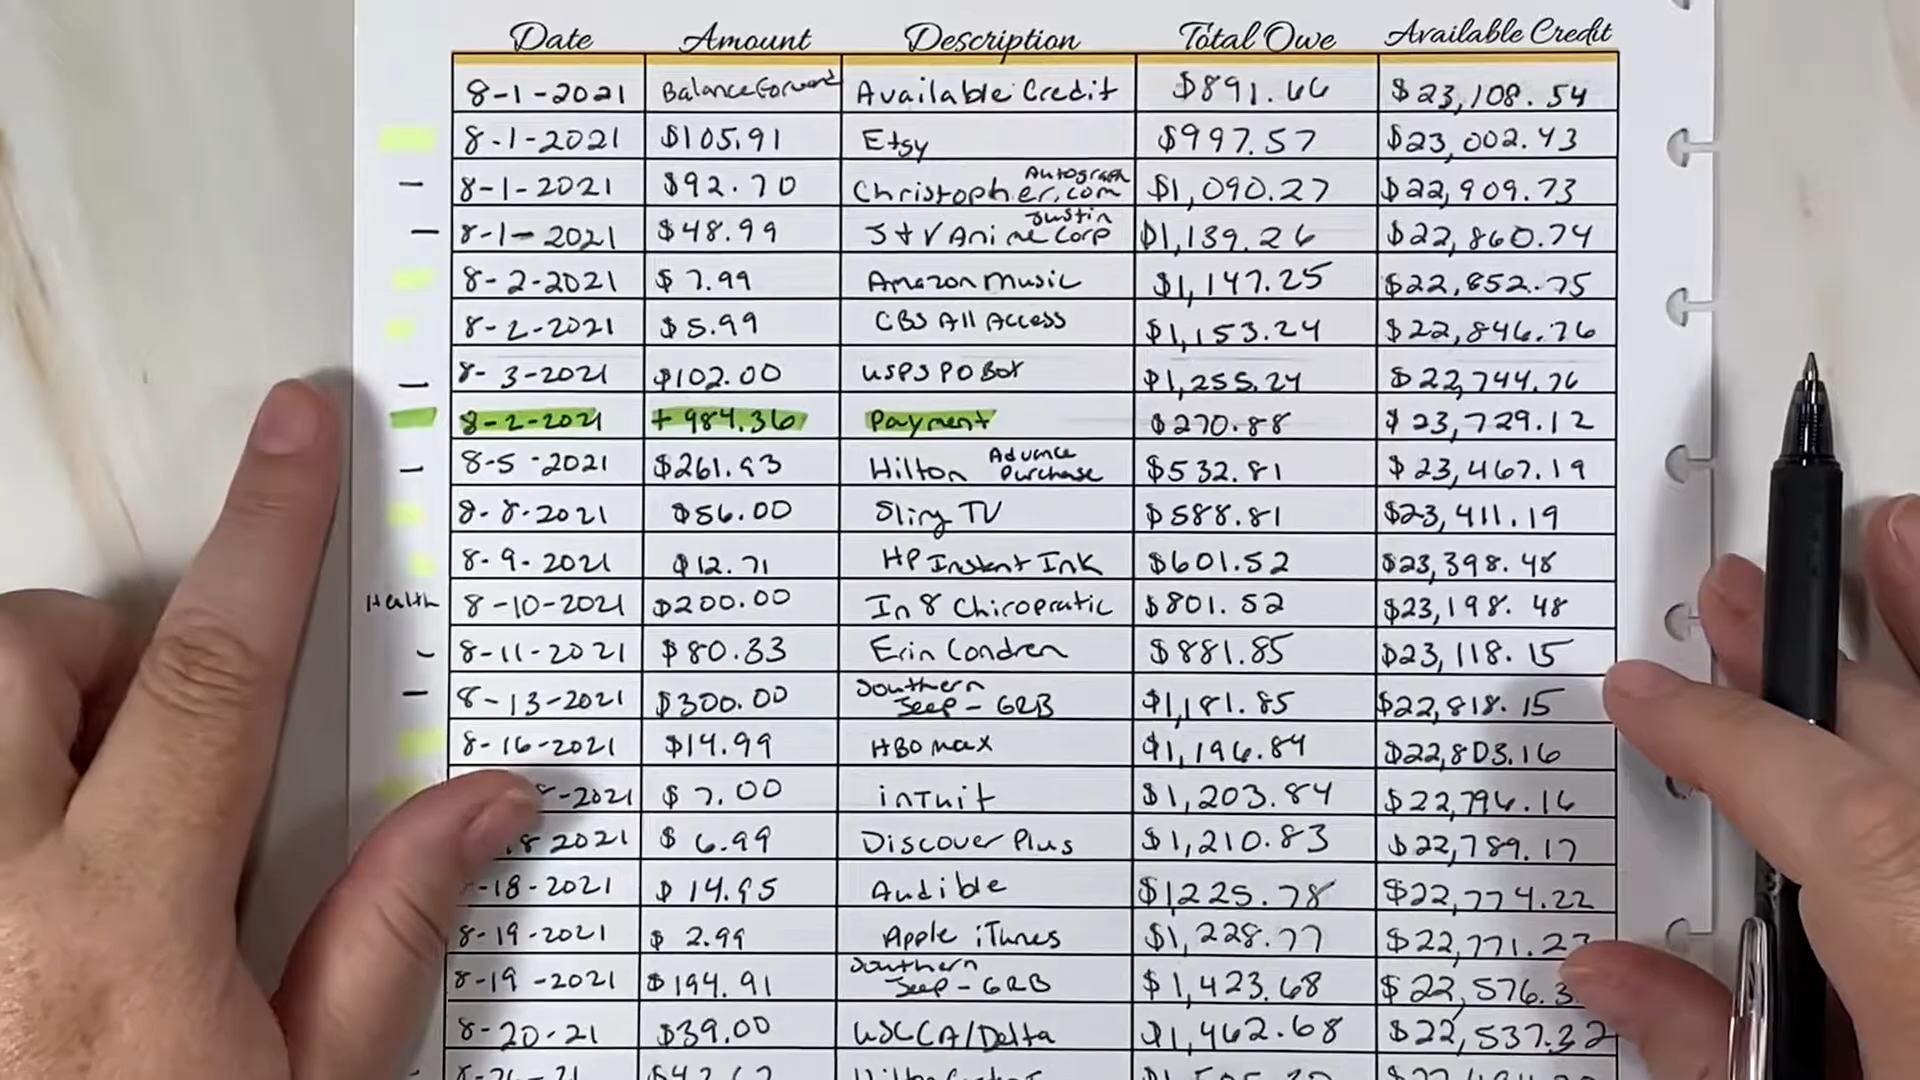 Date Amount Description Total Owe Available Credit
8-1-2021 Balance Forward Available Credit $891.66 $23,108.54
8-1-2021 $105.91 Etsy $997.57 $23,002.43
8-1-2021 $92.70 Christopher.com Autograph $1,090.27 $22,909.73
8-1-2021 $48.99 J & V Anime Corp Justin $1,139.26 $22,860.74
8-2-2021 $7.99 Amazon Music $1,147.25 $22,852.75
8-2-2021 $5.99 CBS All Access $1,153.24 $22,846.76
8-3-2021 $102.00 USPS PO Box $1,255.24 $22,744.76
8-2-2021 +984.36 Payment $270.88 $23,729.12
8-5-2021 $261.93 Hilton Advance Purchase $532.81 $23,467.19
8-8-2021 $56.00 Sling TV $588.81 $23,411.19
8-9-2021 $12.71 HP Instant Ink $601.52 $23,398.48
Health 8-10-2021 $200.00 In 8 Chiropratic $801.52 $23,198.48
8-11-2021 $80.33 Erin Condren $881.85 $23,118.15
8-13-2021 $300.00 Southern Jeep - GRB $1,181.85 $22,818.15
8-16-2021 $14.99 HBO max $1,196.84 $22,803.16
-2021 $7.00 inTuit $1,203.84 $22,796.16
18 2021 $6.99 Discover Plus $1,210.83 $22,789.17
-18-2021 $14.95 Audible $1225.78 $22,774.22
8-19-2021 $2.99 Apple iTunes $1,228.77 $22,771.23
8-19-2021 $194.91 Southern Jeep - GRB $1,423.68 $22,576.3
8-20-21 $39.00 $1,462.68 $22,537.32